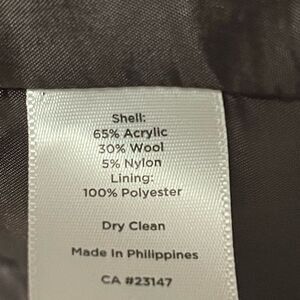 Shell:
65% Acrylic
30% Wool
5% Nylon
Lining:
100% Polyester
Dry Clean
Made In Philippines
CA #23147